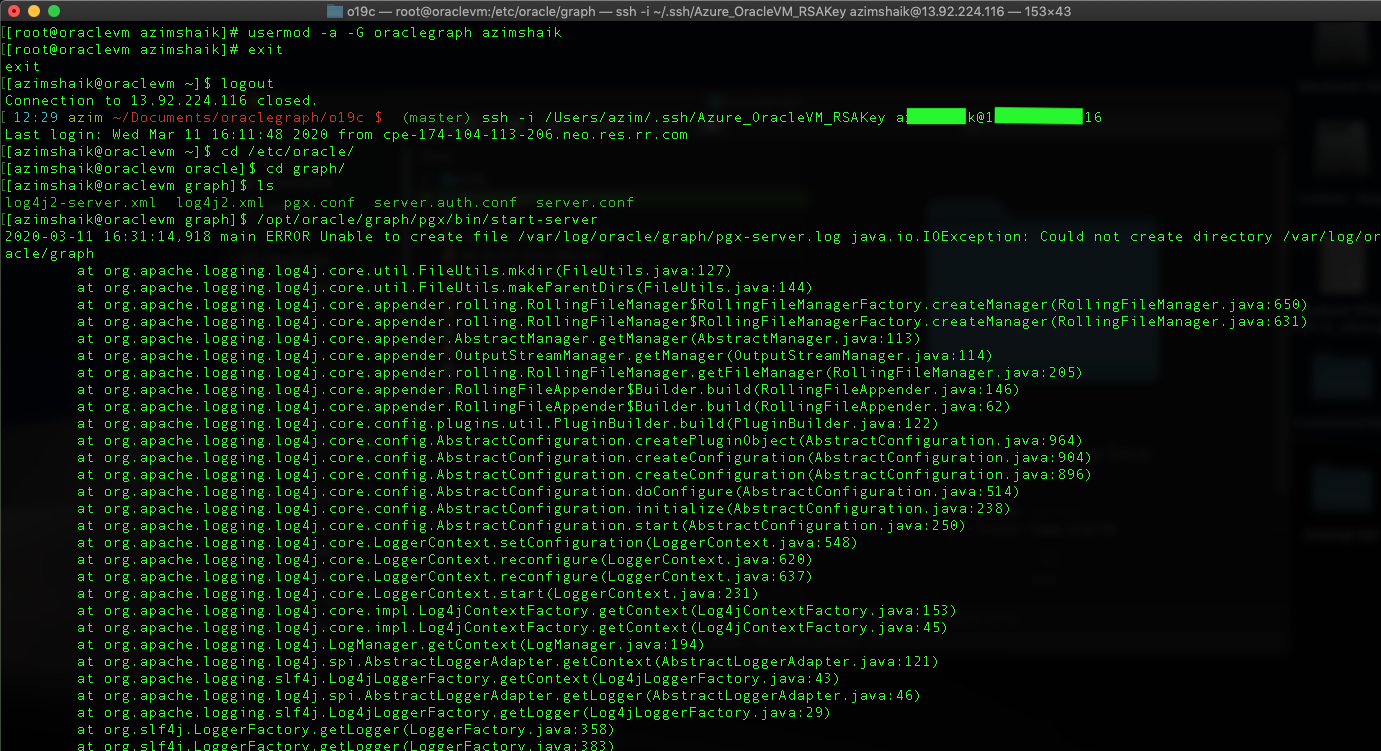 o19c — root@oraclevm:/etc/oracle/graph — ssh -i ~/.ssh/Azure_OracleVM_RSAKey azimshaik@13.92.224.116 — 153×43
[[root@oraclevm azimshaik]# usermod -a -G oraclegraph azimshaik
[[root@oraclevm azimshaik]# exit
exit
[[azimshaik@oraclevm ~]$ logout
Connection to 13.92.224.116 closed.
[ 12:29 azim ~/Documents/oraclegraph/o19c $  (master) ssh -i /Users/azim/.ssh/Azure_OracleVM_RSAKey a k@1 16
Last login: Wed Mar 11 16:11:48 2020 from cpe-174-104-113-206.neo.res.rr.com
[[azimshaik@oraclevm ~]$ cd /etc/oracle/
[[azimshaik@oraclevm oracle]$ cd graph/
[[azimshaik@oraclevm graph]$ ls
log4j2-server.xml  log4j2.xml  pgx.conf  server.auth.conf  server.conf
[[azimshaik@oraclevm graph]$ /opt/oracle/graph/pgx/bin/start-server
2020-03-11 16:31:14,918 main ERROR Unable to create file /var/log/oracle/graph/pgx-server.log java.io.IOException: Could not create directory /var/log/or
acle/graph
at org.apache.logging.log4j.core.util.FileUtils.mkdir(FileUtils.java:127)
at org.apache.logging.log4j.core.util.FileUtils.makeParentDirs(FileUtils.java:144)
at org.apache.logging.log4j.core.appender.rolling.RollingFileManager$RollingFileManagerFactory.createManager(RollingFileManager.java:650)
at org.apache.logging.log4j.core.appender.rolling.RollingFileManager$RollingFileManagerFactory.createManager(RollingFileManager.java:631)
at org.apache.logging.log4j.core.appender.AbstractManager.getManager(AbstractManager.java:113)
at org.apache.logging.log4j.core.appender.OutputStreamManager.getManager(OutputStreamManager.java:114)
at org.apache.logging.log4j.core.appender.rolling.RollingFileManager.getFileManager(RollingFileManager.java:205)
at org.apache.logging.log4j.core.appender.RollingFileAppender$Builder.build(RollingFileAppender.java:146)
at org.apache.logging.log4j.core.appender.RollingFileAppender$Builder.build(RollingFileAppender.java:62)
at org.apache.logging.log4j.core.config.plugins.util.PluginBuilder.build(PluginBuilder.java:122)
at org.apache.logging.log4j.core.config.AbstractConfiguration.createPluginObject(AbstractConfiguration.java:964)
at org.apache.logging.log4j.core.config.AbstractConfiguration.createConfiguration(AbstractConfiguration.java:904)
at org.apache.logging.log4j.core.config.AbstractConfiguration.createConfiguration(AbstractConfiguration.java:896)
at org.apache.logging.log4j.core.config.AbstractConfiguration.doConfigure(AbstractConfiguration.java:514)
at org.apache.logging.log4j.core.config.AbstractConfiguration.initialize(AbstractConfiguration.java:238)
at org.apache.logging.log4j.core.config.AbstractConfiguration.start(AbstractConfiguration.java:250)
at org.apache.logging.log4j.core.LoggerContext.setConfiguration(LoggerContext.java:548)
at org.apache.logging.log4j.core.LoggerContext.reconfigure(LoggerContext.java:620)
at org.apache.logging.log4j.core.LoggerContext.reconfigure(LoggerContext.java:637)
at org.apache.logging.log4j.core.LoggerContext.start(LoggerContext.java:231)
at org.apache.logging.log4j.core.impl.Log4jContextFactory.getContext(Log4jContextFactory.java:153)
at org.apache.logging.log4j.core.impl.Log4jContextFactory.getContext(Log4jContextFactory.java:45)
at org.apache.logging.log4j.LogManager.getContext(LogManager.java:194)
at org.apache.logging.log4j.spi.AbstractLoggerAdapter.getContext(AbstractLoggerAdapter.java:121)
at org.apache.logging.slf4j.Log4jLoggerFactory.getContext(Log4jLoggerFactory.java:43)
at org.apache.logging.log4j.spi.AbstractLoggerAdapter.getLogger(AbstractLoggerAdapter.java:46)
at org.apache.logging.slf4j.Log4jLoggerFactory.getLogger(Log4jLoggerFactory.java:29)
at org.slf4j.LoggerFactory.getLogger(LoggerFactory.java:358)
at org.slf4j.LoggerFactory.getLogger(LoggerFactory.java:383)